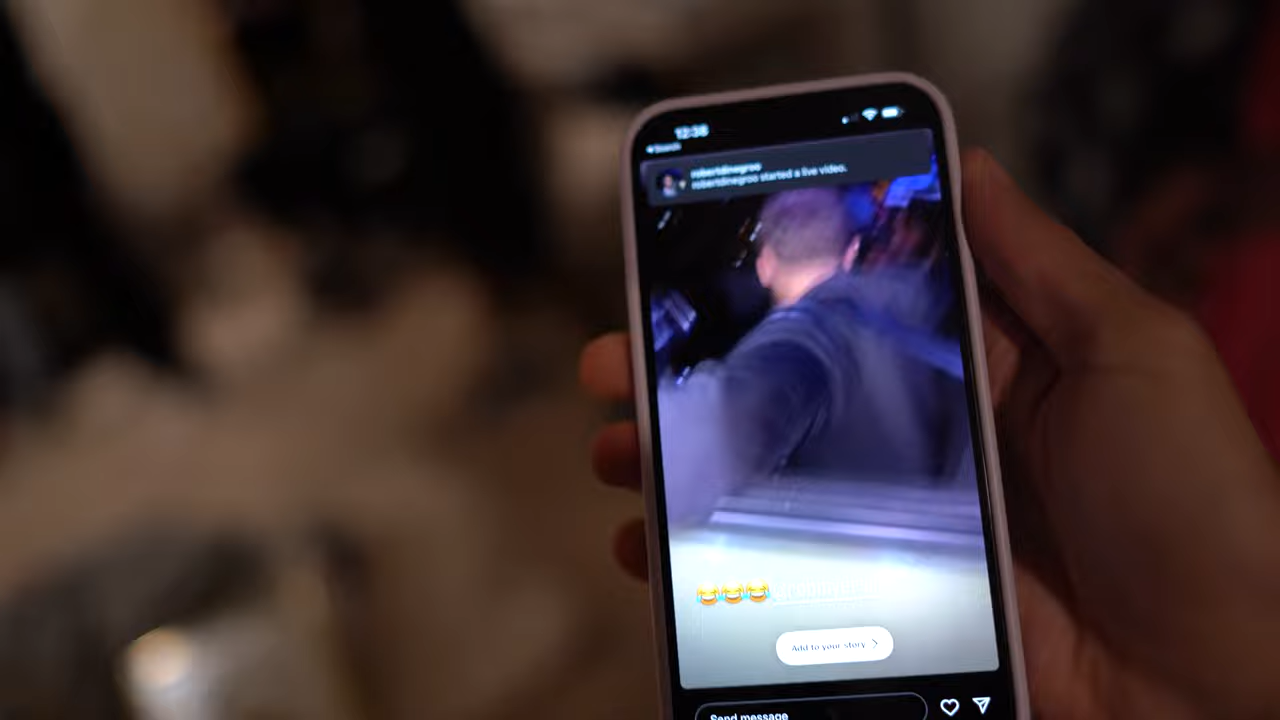 12:38
Search
robertdinegroo
robertdinegroo started a live video.
😂😂😂
Add to your story
Send message